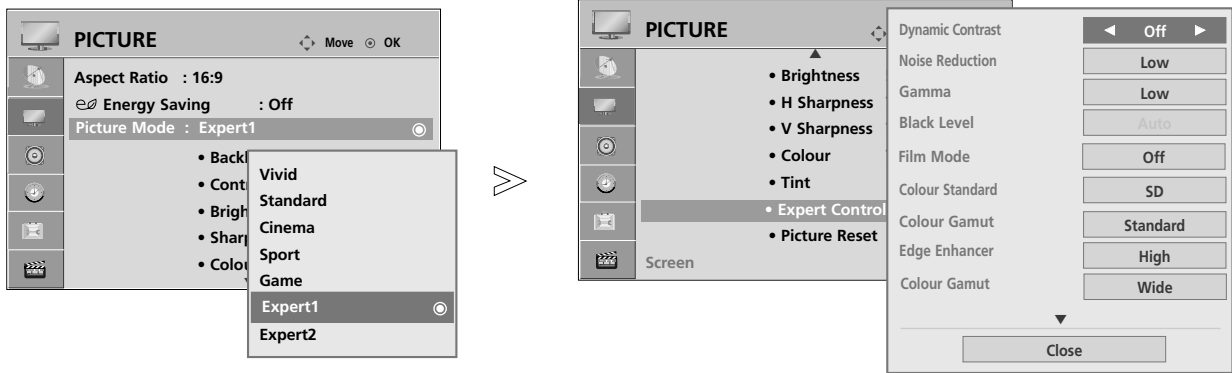 PICTURE
Move OK
Aspect Ratio : 16:9
Energy Saving : Off
Picture Mode : Expert1
• Back
• Cont
• Brigh
• Shar
• Colou
Vivid
Standard
Cinema
Sport
Game
Expert1
Expert2
PICTURE
• Brightness
• H Sharpness
• V Sharpness
• Colour
• Tint
• Expert Control
• Picture Reset
Screen
Dynamic Contrast Off
Noise Reduction Low
Gamma Low
Black Level Auto
Film Mode Off
Colour Standard SD
Colour Gamut Standard
Edge Enhancer High
Colour Gamut Wide
Close